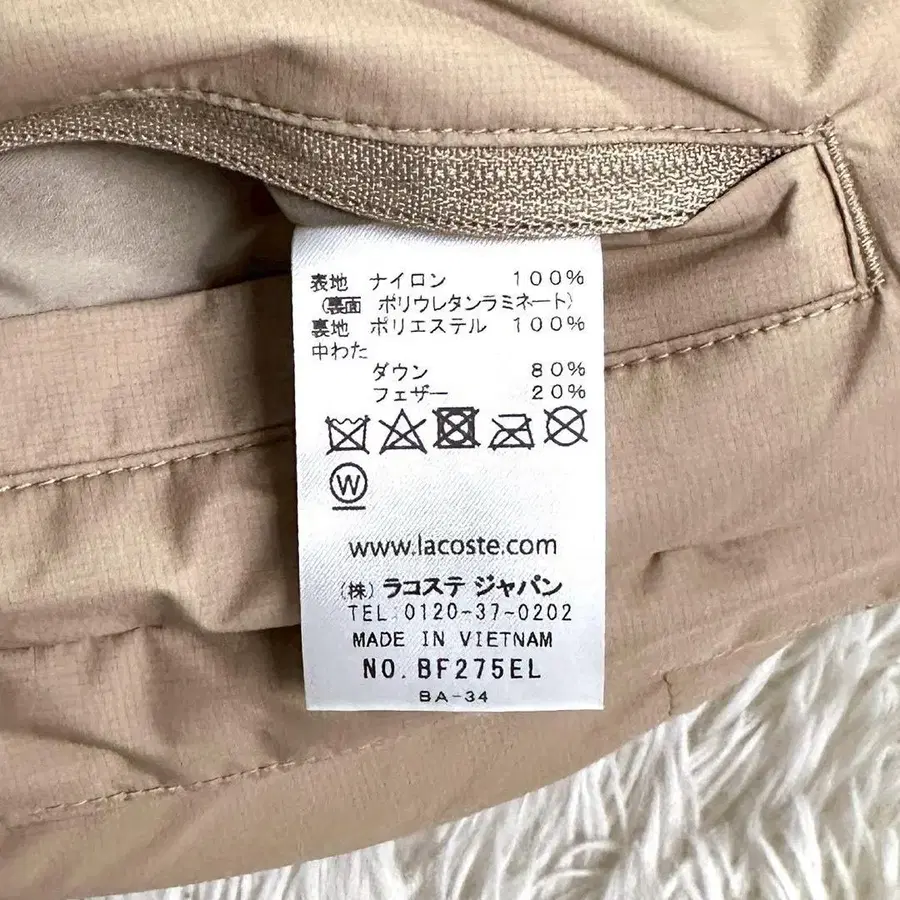 表地 ナイロン 100%
(裏面 ポリウレタンラミネート)
裏地 ポリエステル 100%
中わた
ダウン 80%
フェザー 20%
W
www.lacoste.com
(株) ラコステ ジャパン
TEL:0120-37-0202
MADE IN VIETNAM
NO. BF275EL
BA-34